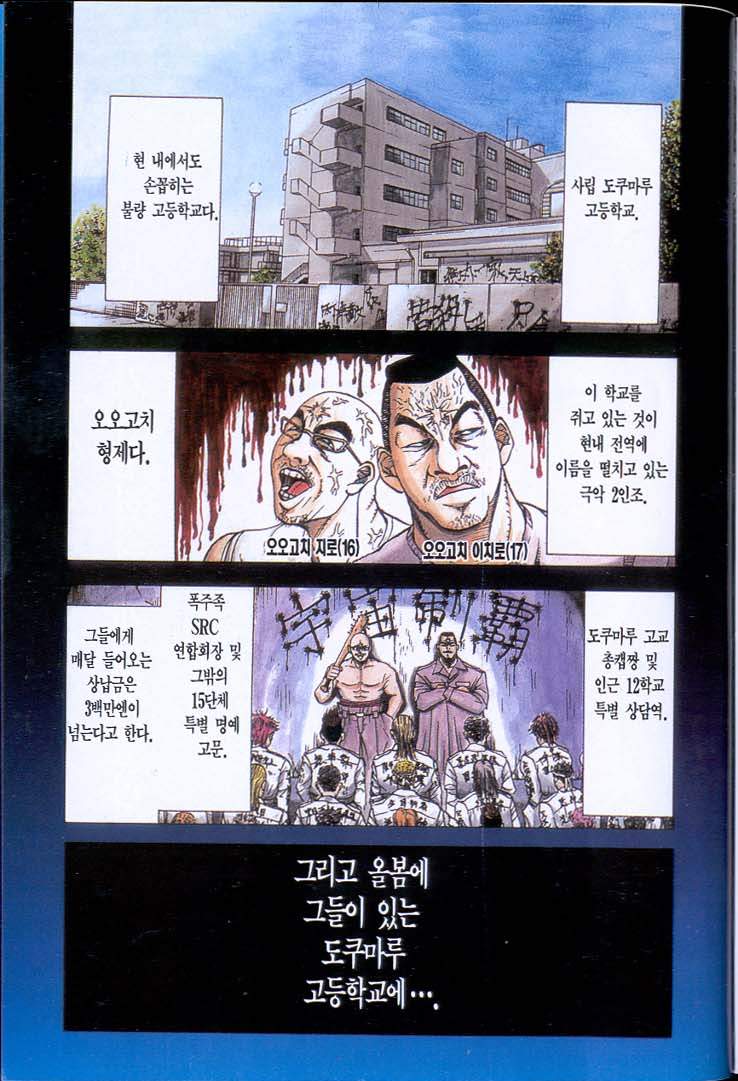 사립 도쿠마루
고등학교.
현 내에서도
손꼽히는
불량 고등학교다.
皆殺し
이 학교를
쥐고 있는 것이
현내 전역에
이름을 떨치고 있는
극악 2인조.
오오고치
형제다.
오오고치 이치로(17)
오오고치 지로(16)
宇宙制覇
도쿠마루 고교
총캡짱 및
인근 12학교
특별 상담역.
폭주족
SRC
연합회장 및
그밖의
15단체
특별 명예
고문.
그들에게
매달 들어오는
상납금은
3백만엔이
넘는다고 한다.
그리고 올봄에
그들이 있는
도쿠마루
고등학교에….